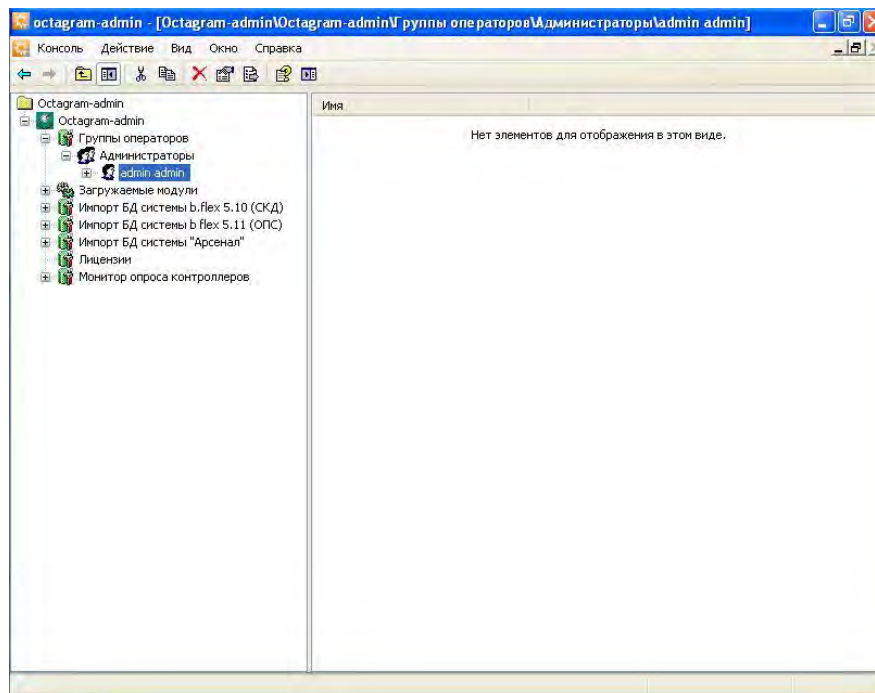 octagram-admin - [Octagram-admin\Octagram-admin\Группы операторов\Администраторы\admin admin]
Консоль Действие Вид Окно Справка
Octagram-admin
Имя
Octagram-admin
Нет элементов для отображения в этом виде.
Группы операторов
Администраторы
admin admin
Загружаемые модули
Импорт БД системы b.flex 5.10 (СКД)
Импорт БД системы b flex 5.11 (ОПС)
Импорт БД системы "Арсенал"
Лицензии
Монитор опроса контроллеров